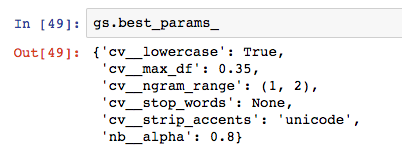 In [49]: gs.best_params_
Out[49]: {'cv__lowercase': True,
'cv__max_df': 0.35,
'cv__ngram_range': (1, 2),
'cv__stop_words': None,
'cv__strip_accents': 'unicode',
'nb__alpha': 0.8}